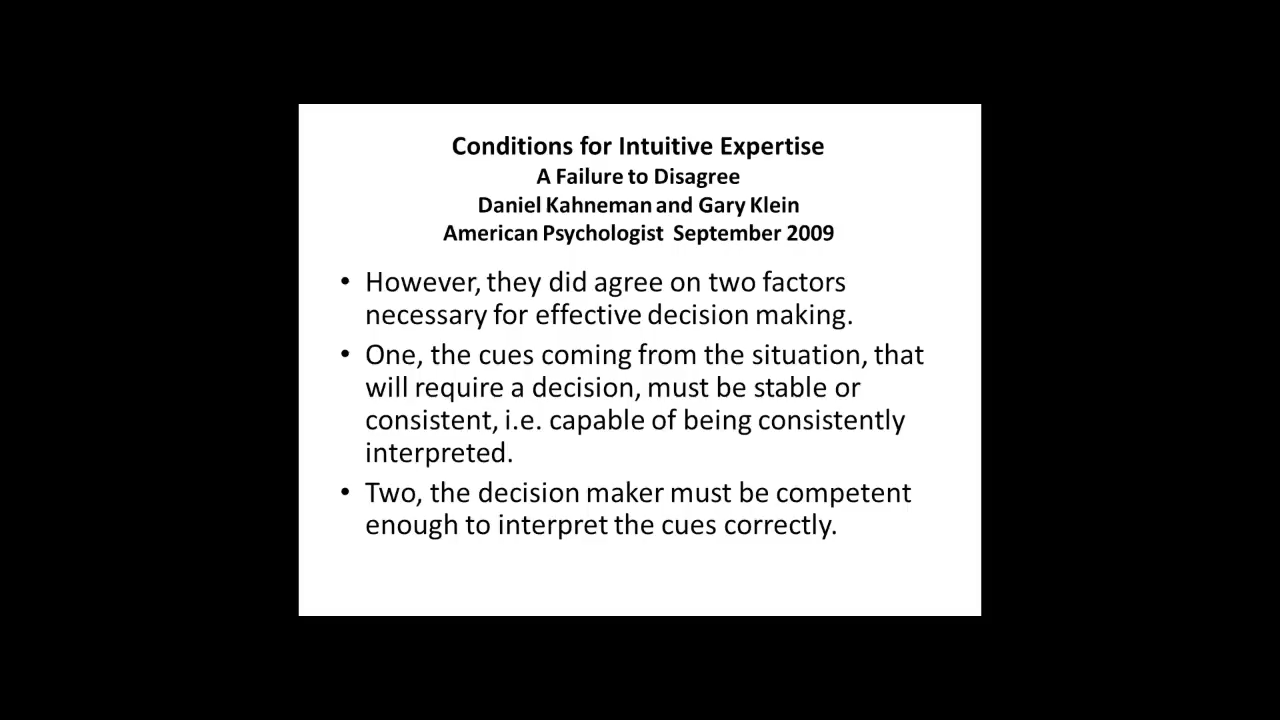 Conditions for Intuitive Expertise
A Failure to Disagree
Daniel Kahneman and Gary Klein
American Psychologist  September 2009
• However, they did agree on two factors
necessary for effective decision making.
• One, the cues coming from the situation, that
will require a decision, must be stable or
consistent, i.e. capable of being consistently
interpreted.
• Two, the decision maker must be competent
enough to interpret the cues correctly.